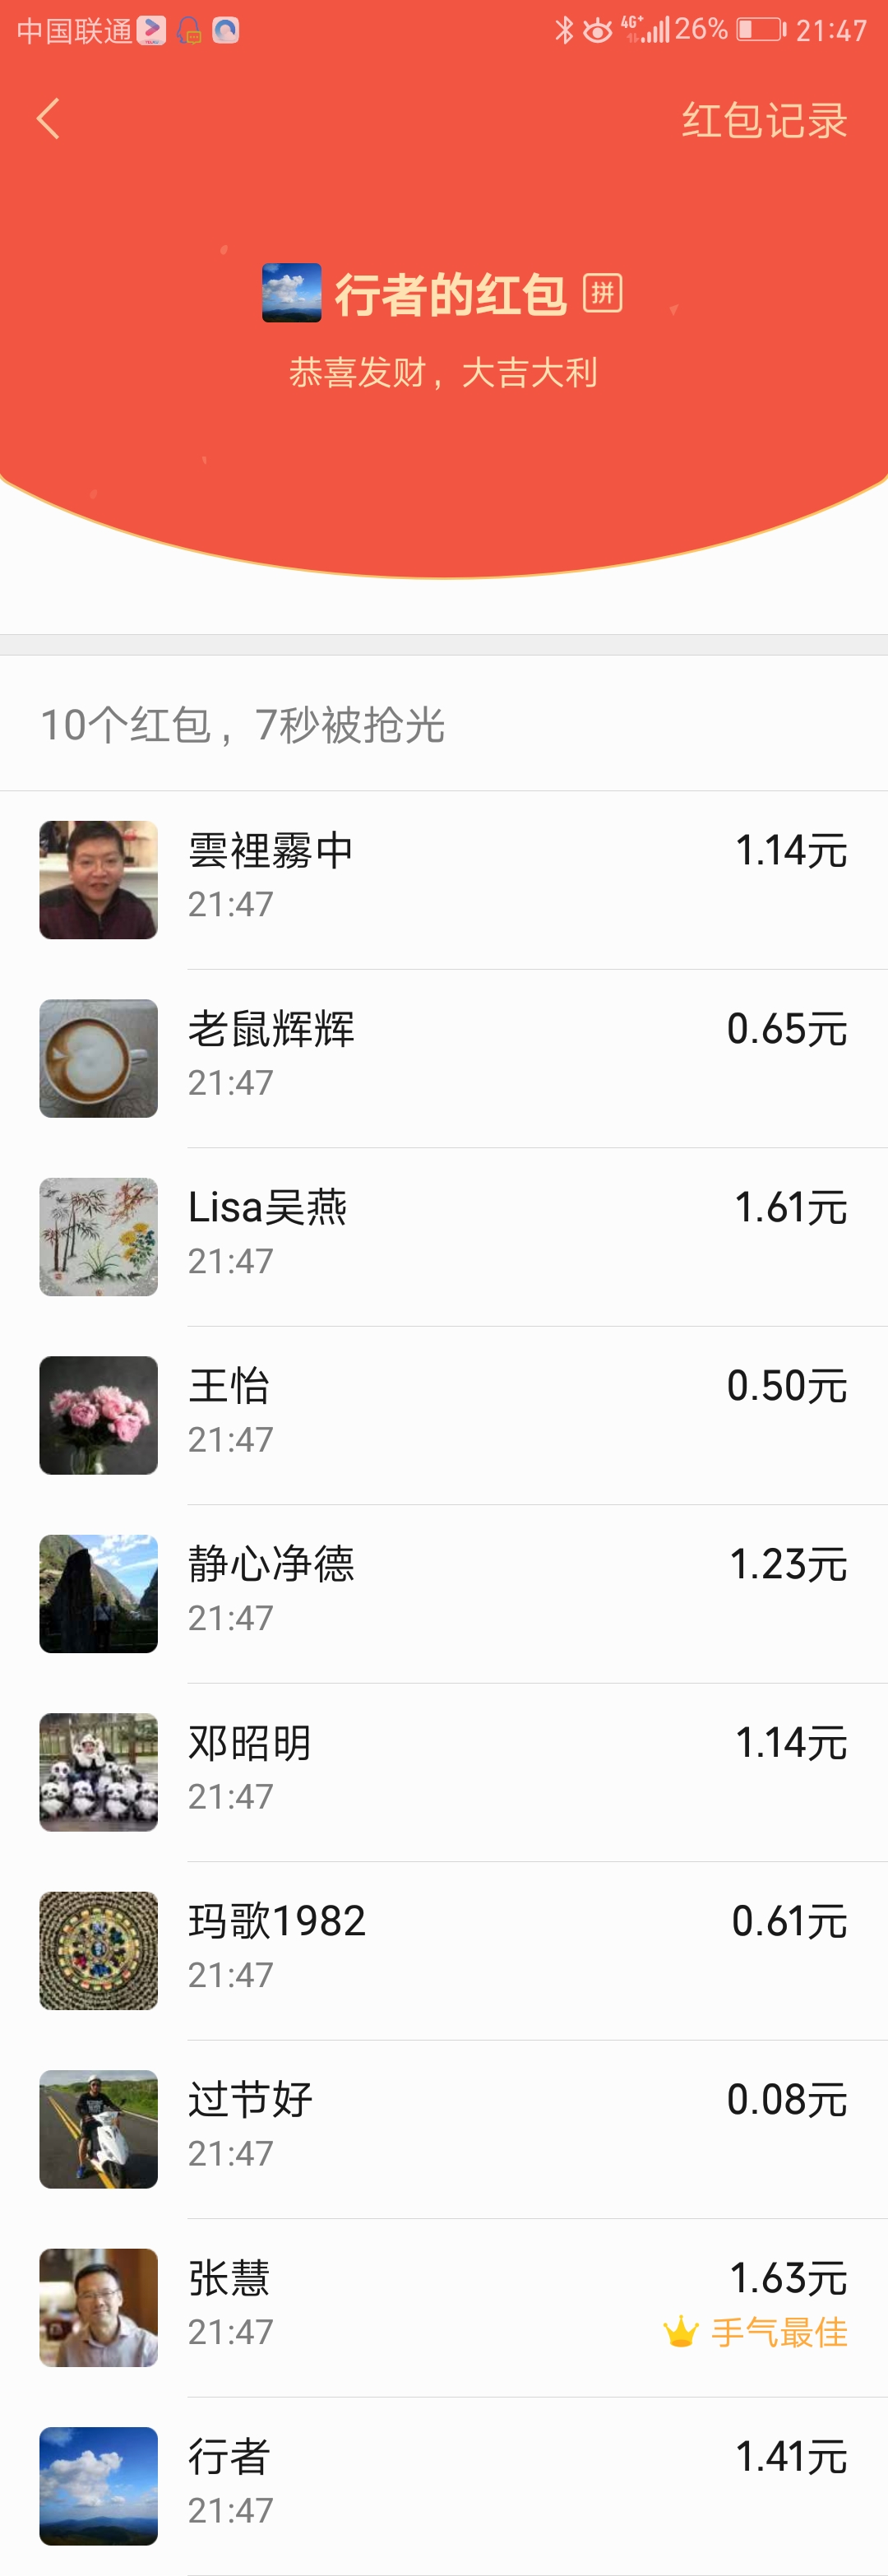 中国联通 4G+ 26% 21:47
红包记录
行者的红包 拼
恭喜发财，大吉大利
10个红包，7秒被抢光
雲裡霧中 1.14元
21:47
老鼠辉辉 0.65元
21:47
Lisa吴燕 1.61元
21:47
王怡 0.50元
21:47
静心净德 1.23元
21:47
邓昭明 1.14元
21:47
玛歌1982 0.61元
21:47
过节好 0.08元
21:47
张慧 1.63元
21:47 手气最佳
行者 1.41元
21:47